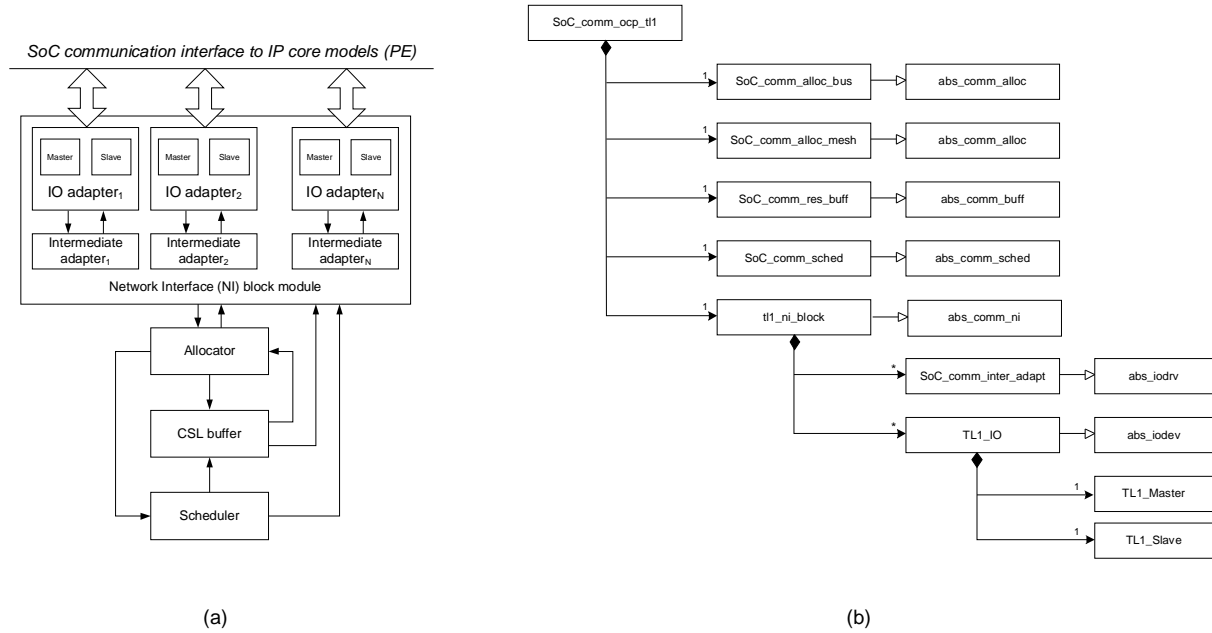 SoC communication interface to IP core models (PE)
Master
Slave
IO adapter1
Master
Slave
IO adapter2
Master
Slave
IO adapterN
Intermediate
adapter1
Intermediate
adapter2
Intermediate
adapterN
Network Interface (NI) block module
Allocator
CSL buffer
Scheduler
(a)
SoC_comm_ocp_tl1
1
SoC_comm_alloc_bus
abs_comm_alloc
1
SoC_comm_alloc_mesh
abs_comm_alloc
1
SoC_comm_res_buff
abs_comm_buff
1
SoC_comm_sched
abs_comm_sched
1
tl1_ni_block
abs_comm_ni
*
SoC_comm_inter_adapt
abs_iodrv
*
TL1_IO
abs_iodev
1
TL1_Master
1
TL1_Slave
(b)